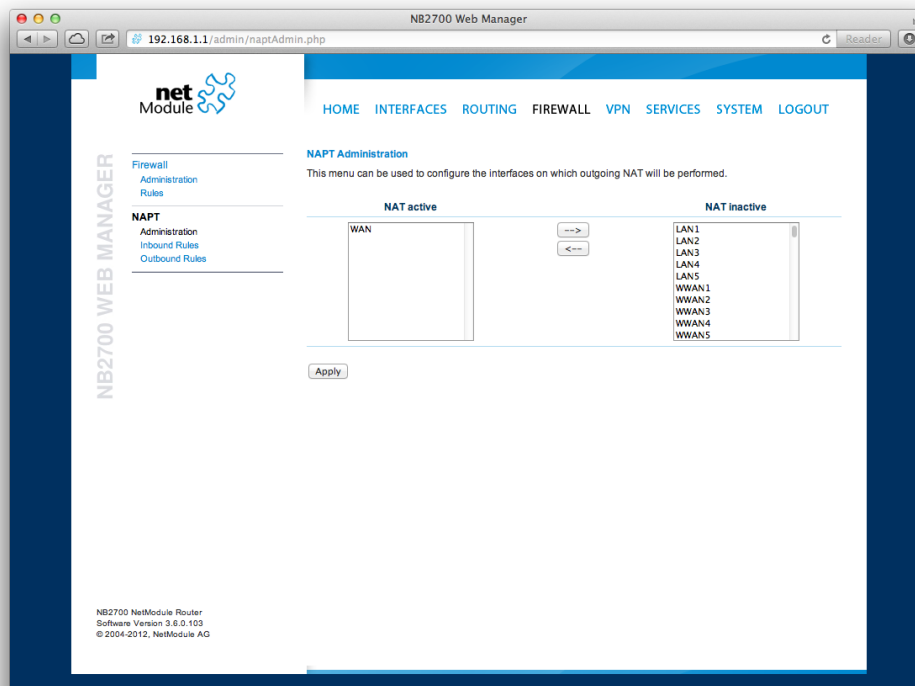 NB2700 Web Manager
192.168.1.1/admin/naptAdmin.php
Reader
net
Module
HOME INTERFACES ROUTING FIREWALL VPN SERVICES SYSTEM LOGOUT
NB2700 WEB MANAGER
Firewall
Administration
Rules
NAPT
Administration
Inbound Rules
Outbound Rules
NAPT Administration
This menu can be used to configure the interfaces on which outgoing NAT will be performed.
NAT active NAT inactive
WAN
-->
<--
LAN1
LAN2
LAN3
LAN4
LAN5
WWAN1
WWAN2
WWAN3
WWAN4
WWAN5
Apply
NB2700 NetModule Router
Software Version 3.6.0.103
© 2004-2012, NetModule AG